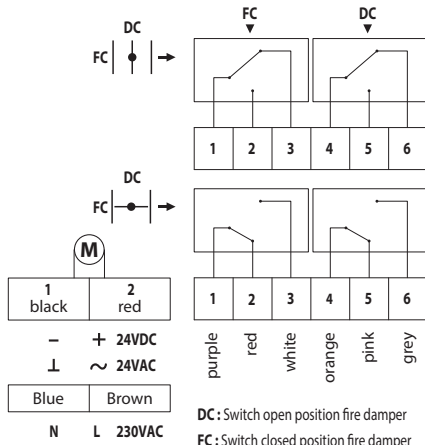 FC DC
DC
FC
1 2 3 4 5 6
DC
FC
M
1 2
black red
1 2 3 4 5 6
purple red white orange pink grey
– + 24VDC
⊥ ~ 24VAC
Blue Brown
N L 230VAC
DC : Switch open position fire damper
FC : Switch closed position fire damper